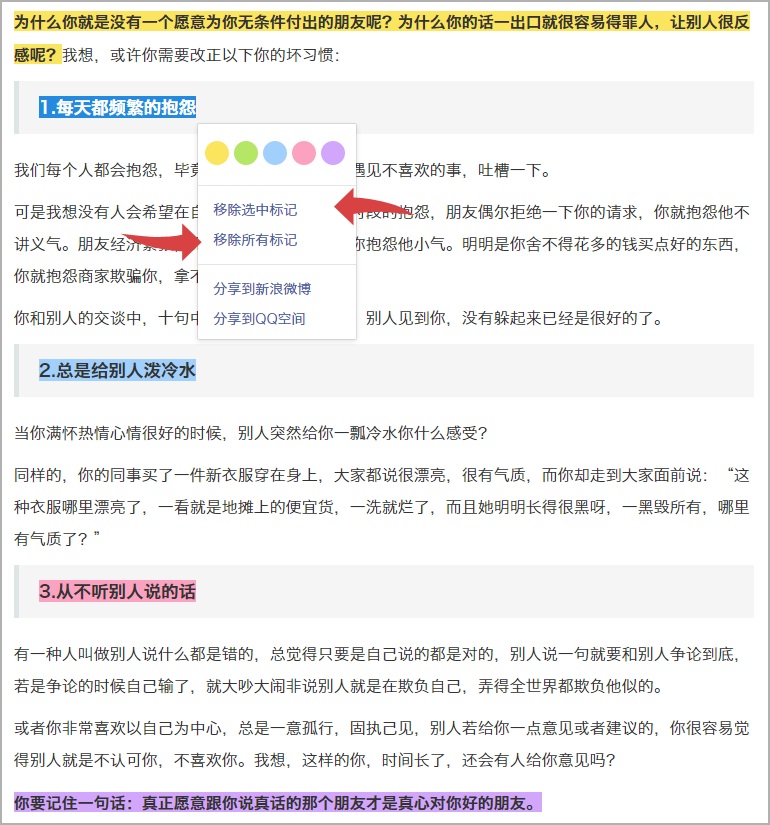 为什么你就是没有一个愿意为你无条件付出的朋友呢？为什么你的话一出口就很容易得罪人，让别人很反
感呢？我想，或许你需要改正以下你的坏习惯：
1.每天都频繁的抱怨
我们每个人都会抱怨，毕竟 遇见不喜欢的事，吐槽一下。
移除选中标记
可是我想没有人会希望在自 时段的抱怨，朋友偶尔拒绝一下你的请求，你就抱怨他不
移除所有标记
讲义气。朋友经济紧张 你抱怨他小气。明明是你舍不得花多的钱买点好的东西，
你就抱怨商家欺骗你，拿不
分享到新浪微博
分享到QQ空间
你和别人的交谈中，十句中 别人见到你，没有躲起来已经是很好的了。
2.总是给别人泼冷水
当你满怀热情心情很好的时候，别人突然给你一瓢冷水你什么感受？
同样的，你的同事买了一件新衣服穿在身上，大家都说很漂亮，很有气质，而你却走到大家面前说：“这
种衣服哪里漂亮了，一看就是地摊上的便宜货，一洗就烂了，而且她明明长得很黑呀，一黑毁所有，哪里
有气质了？”
3.从不听别人说的话
有一种人叫做别人说什么都是错的，总觉得只要是自己说的都是对的，别人说一句就要和别人争论到底，
若是争论的时候自己输了，就大吵大闹非说别人就是在欺负自己，弄得全世界都欺负他似的。
或者你非常喜欢以自己为中心，总是一意孤行，固执己见，别人若给你一点意见或者建议的，你很容易觉
得别人就是不认可你，不喜欢你。我想，这样的你，时间长了，还会有人给你意见吗？
你要记住一句话：真正愿意跟你说真话的那个朋友才是真心对你好的朋友。